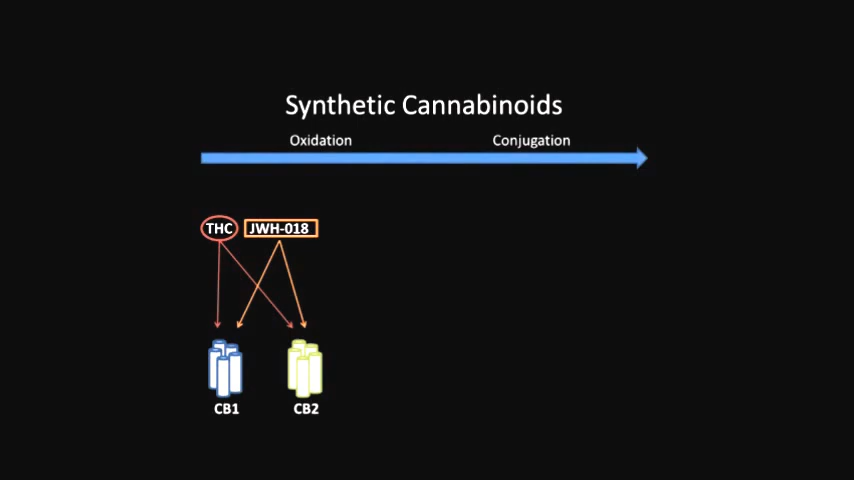 Synthetic Cannabinoids
Oxidation Conjugation
THC JWH-018
CB1 CB2